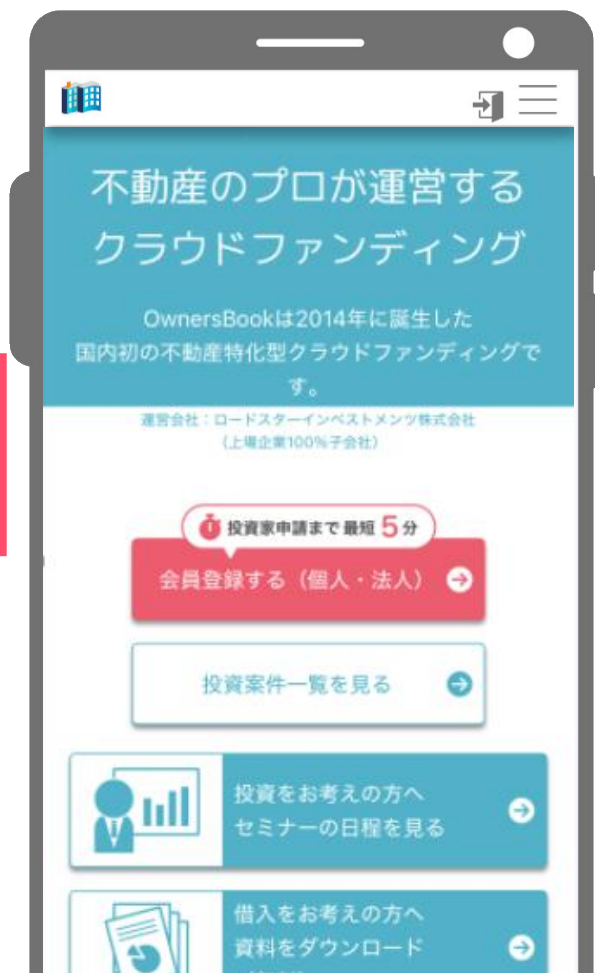 不動産のプロが運営する
クラウドファンディング
OwnersBookは2014年に誕生した
国内初の不動産特化型クラウドファンディングで
す。
運営会社：ロードスターインベストメンツ株式会社
（上場企業100%子会社）
投資家申請まで 最短 5 分
会員登録する（個人・法人）
投資案件一覧を見る
投資をお考えの方へ
セミナーの日程を見る
借入をお考えの方へ
資料をダウンロード